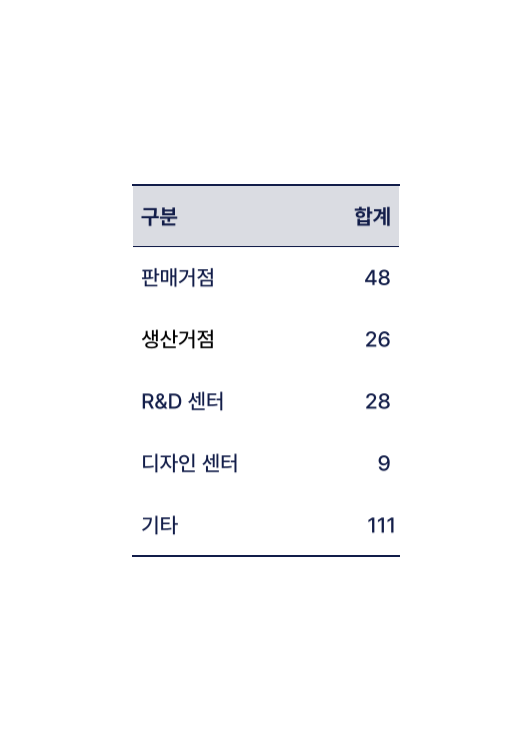 구분 합계
판매거점 48
생산거점 26
R&D 센터 28
디자인 센터 9
기타 111